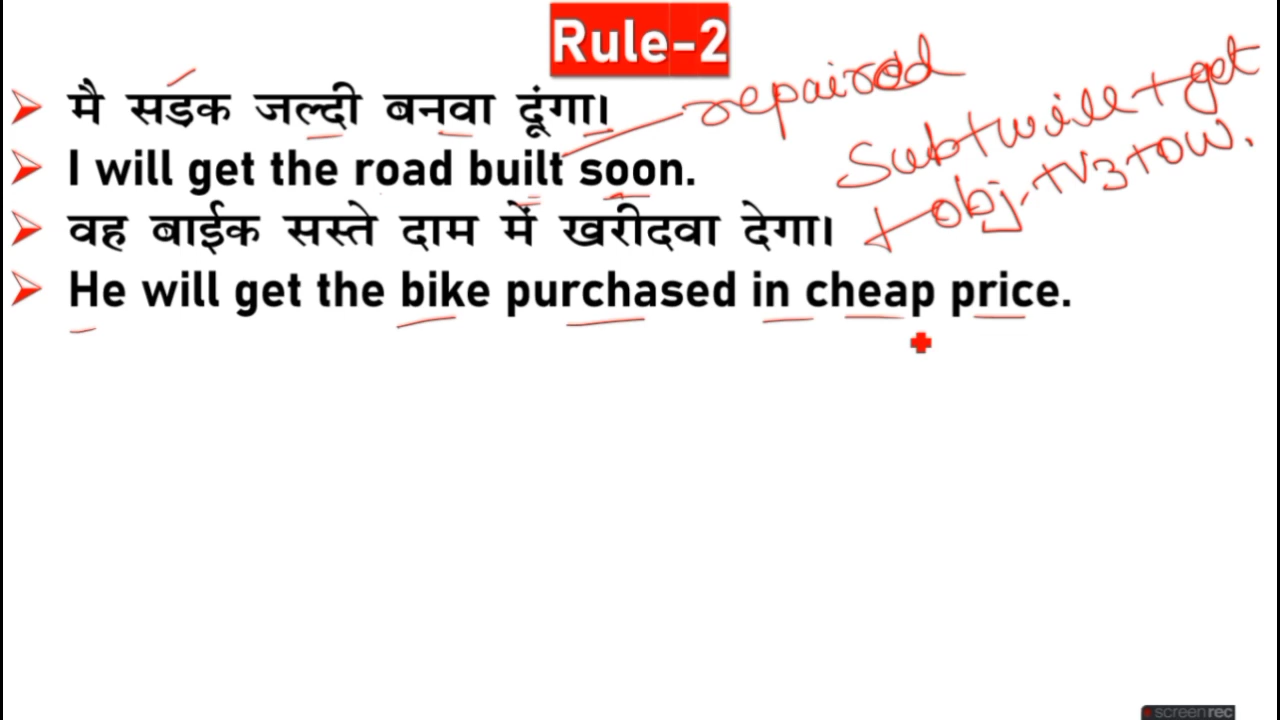 Rule-2
मै सडक जल्दी बनवा दूंगा।
repaired
I will get the road built soon.
Sub+will+get
+obj.+V3+OW.
वह बाईक सस्ते दाम में खरीदवा देगा।
He will get the bike purchased in cheap price.
screenrec